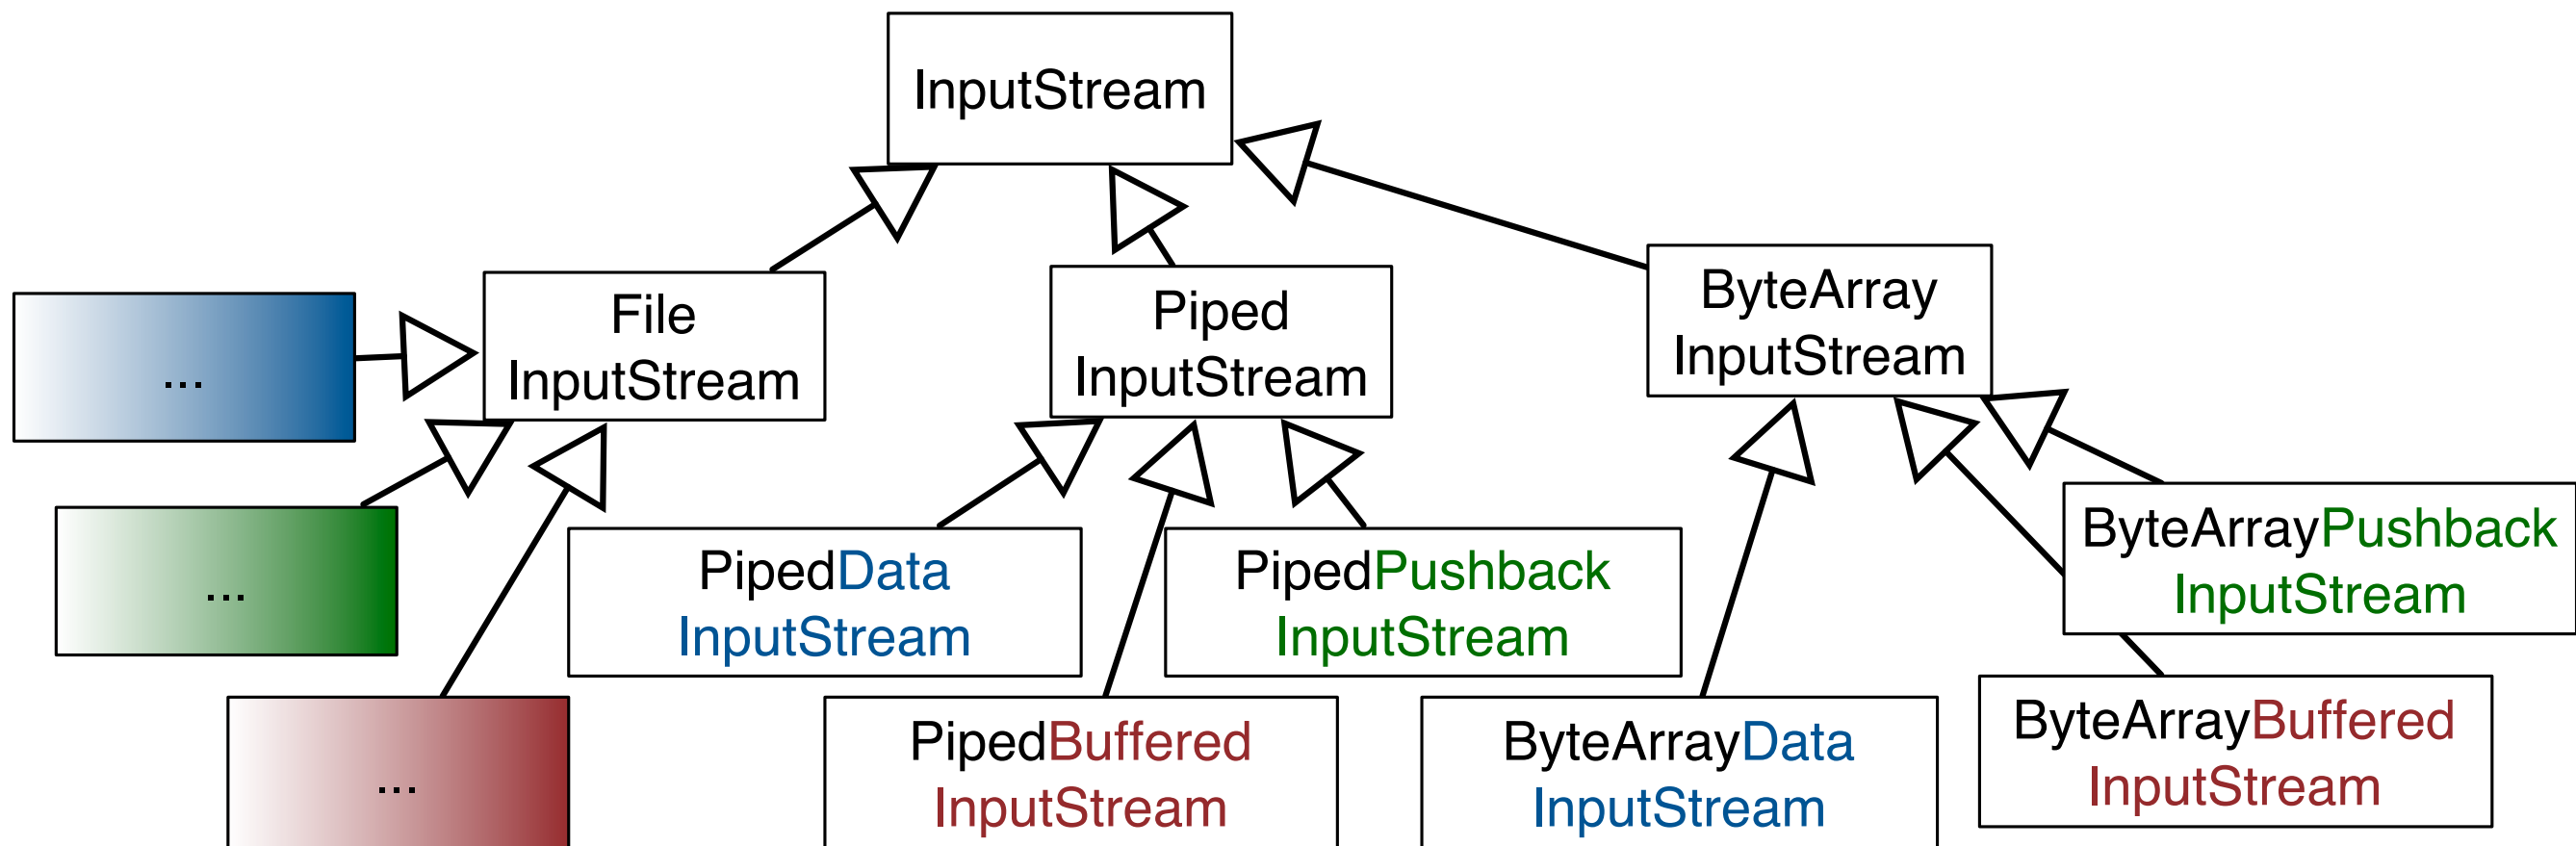 InputStream
File
InputStream
Piped
InputStream
ByteArray
InputStream
...
...
...
PipedData
InputStream
PipedPushback
InputStream
ByteArrayPushback
InputStream
PipedBuffered
InputStream
ByteArrayData
InputStream
ByteArrayBuffered
InputStream